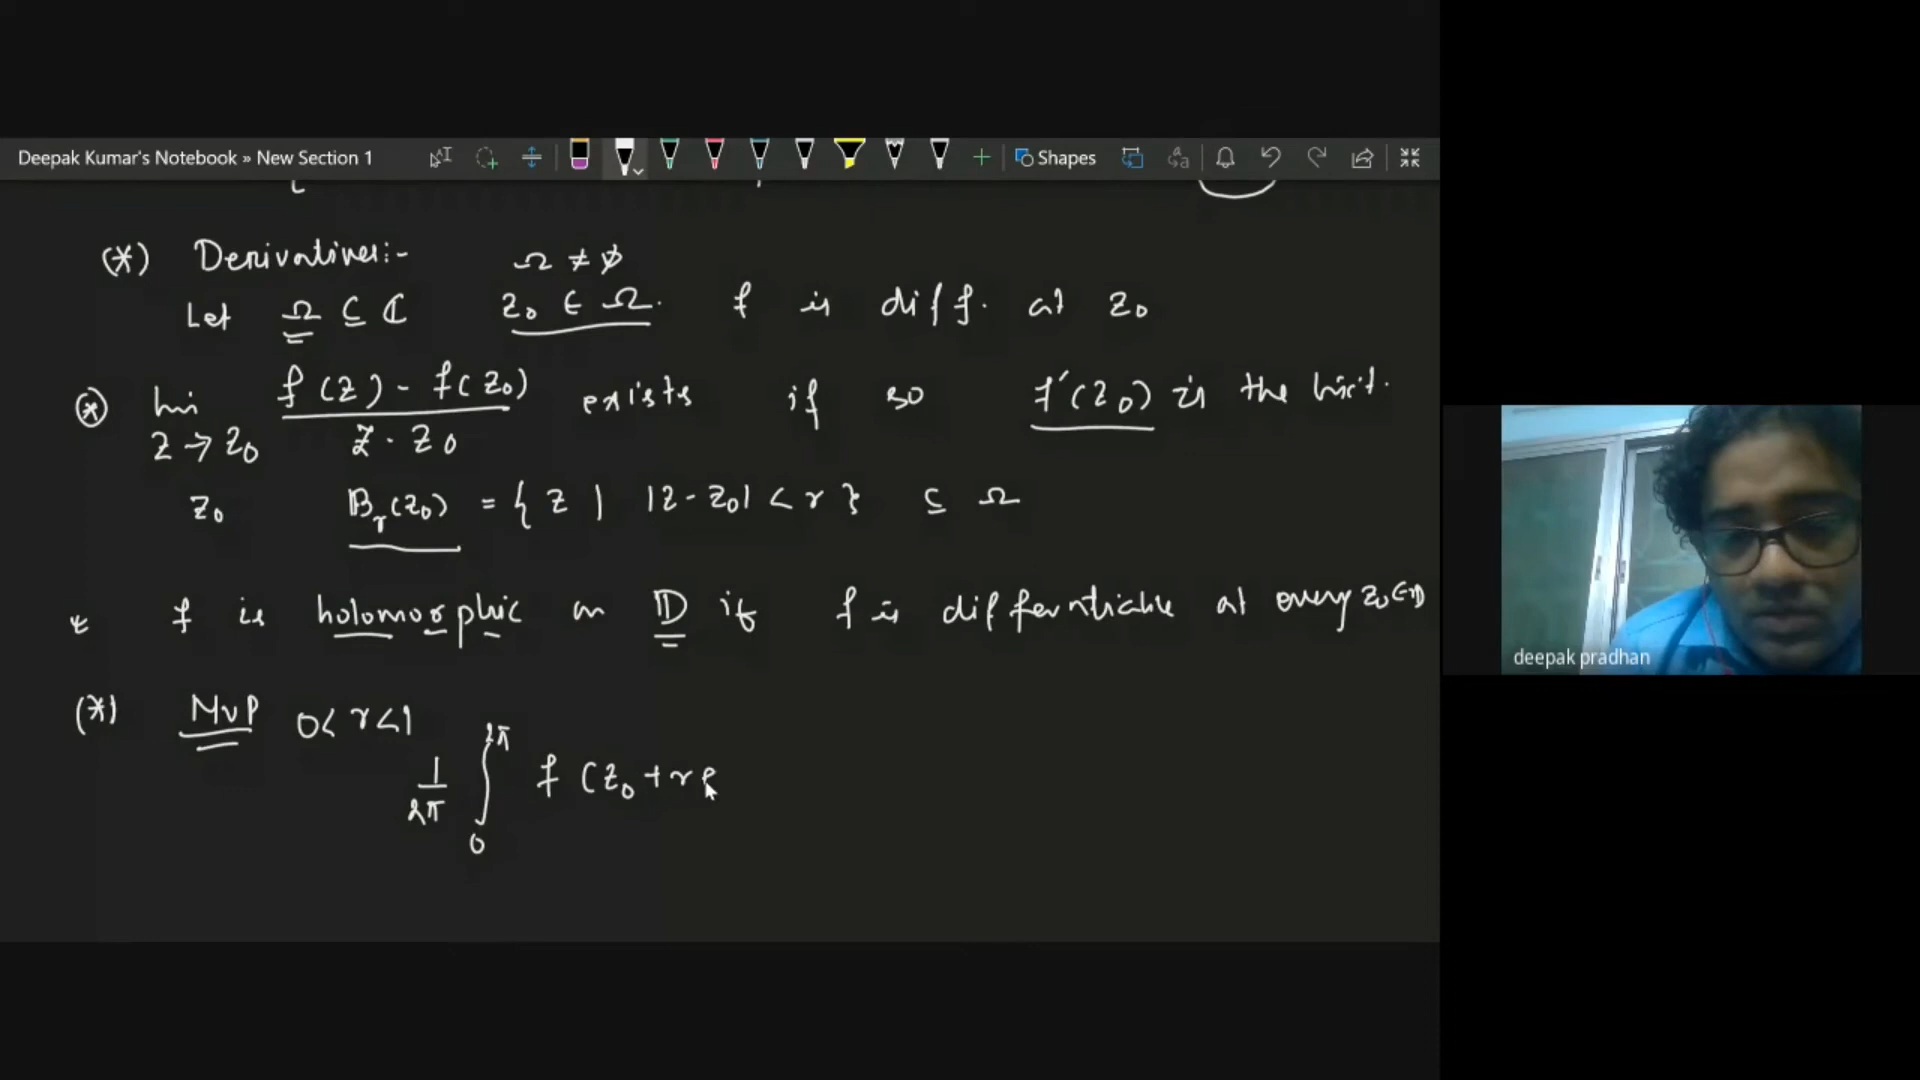 Deepak Kumar's Notebook » New Section 1
Shapes
(*) Derivatives:- Ω ≠ φ
Let Ω ⊆ ℂ z₀ ∈ Ω. f is diff. at z₀
(*) lim z → z₀ f(z) - f(z₀) / z - z₀ exists if so f'(z₀) is the limit.
z₀ B_r(z₀) = { z | |z - z₀| < r } ⊆ Ω
* f is holomorphic on 𝔻 if f is differentiable at every z₀ ∈ 𝔻
(*) MVP 0 < r < 1
1/2π ∫₀^2π f (z₀ + r e
deepak pradhan